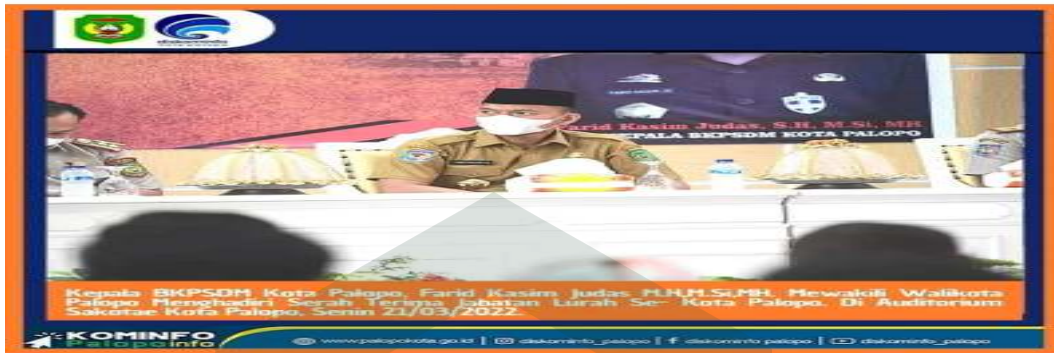 diskominfo
Farid Kasim Judas, S.H, M.Si, MH
KEPALA BKPSDM KOTA PALOPO
Kepala BKPSDM Kota Palopo, Farid Kasim Judas M.H,M.Si,MH. Mewakili Walikota
Palopo Menghadiri Serah Terima Jabatan Lurah Se- Kota Palopo. Di Auditorium
Sakotae Kota Palopo, Senin 21/03/2022.
KOMINFO
Palopoinfo
www.palopokota.go.id | diskominfo_palopo | diskominfo palopo | diskominfo_palopo